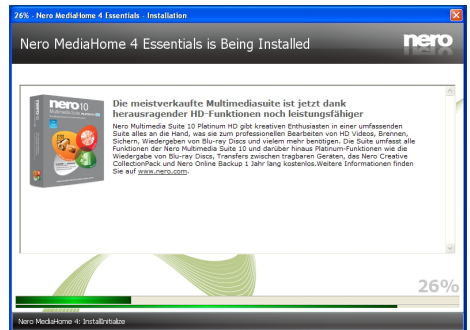 26% - Nero MediaHome 4 Essentials - Installation
Nero MediaHome 4 Essentials is Being Installed
nero
nero 10
Multimedia Suite
Die meistverkaufte Multimediasuite ist jetzt dank
herausragender HD-Funktionen noch leistungsfähiger
Nero Multimedia Suite 10 Platinum HD gibt kreativen Enthusiasten in einer umfassenden
Suite alles an die Hand, was sie zum professionellen Bearbeiten von HD Videos, Brennen,
Sichern, Wiedergeben von Blu-ray Discs und vielem mehr benötigen. Die Suite umfasst alle
Funktionen der Nero Multimedia Suite 10 und darüber hinaus Platinum-Funktionen wie die
Wiedergabe von Blu-ray Discs, Transfers zwischen tragbaren Geräten, das Nero Creative
CollectionPack und Nero Online Backup 1 Jahr lang kostenlos.Weitere Informationen finden
Sie auf www.nero.com.
26%
Nero MediaHome 4: InstallInitialize